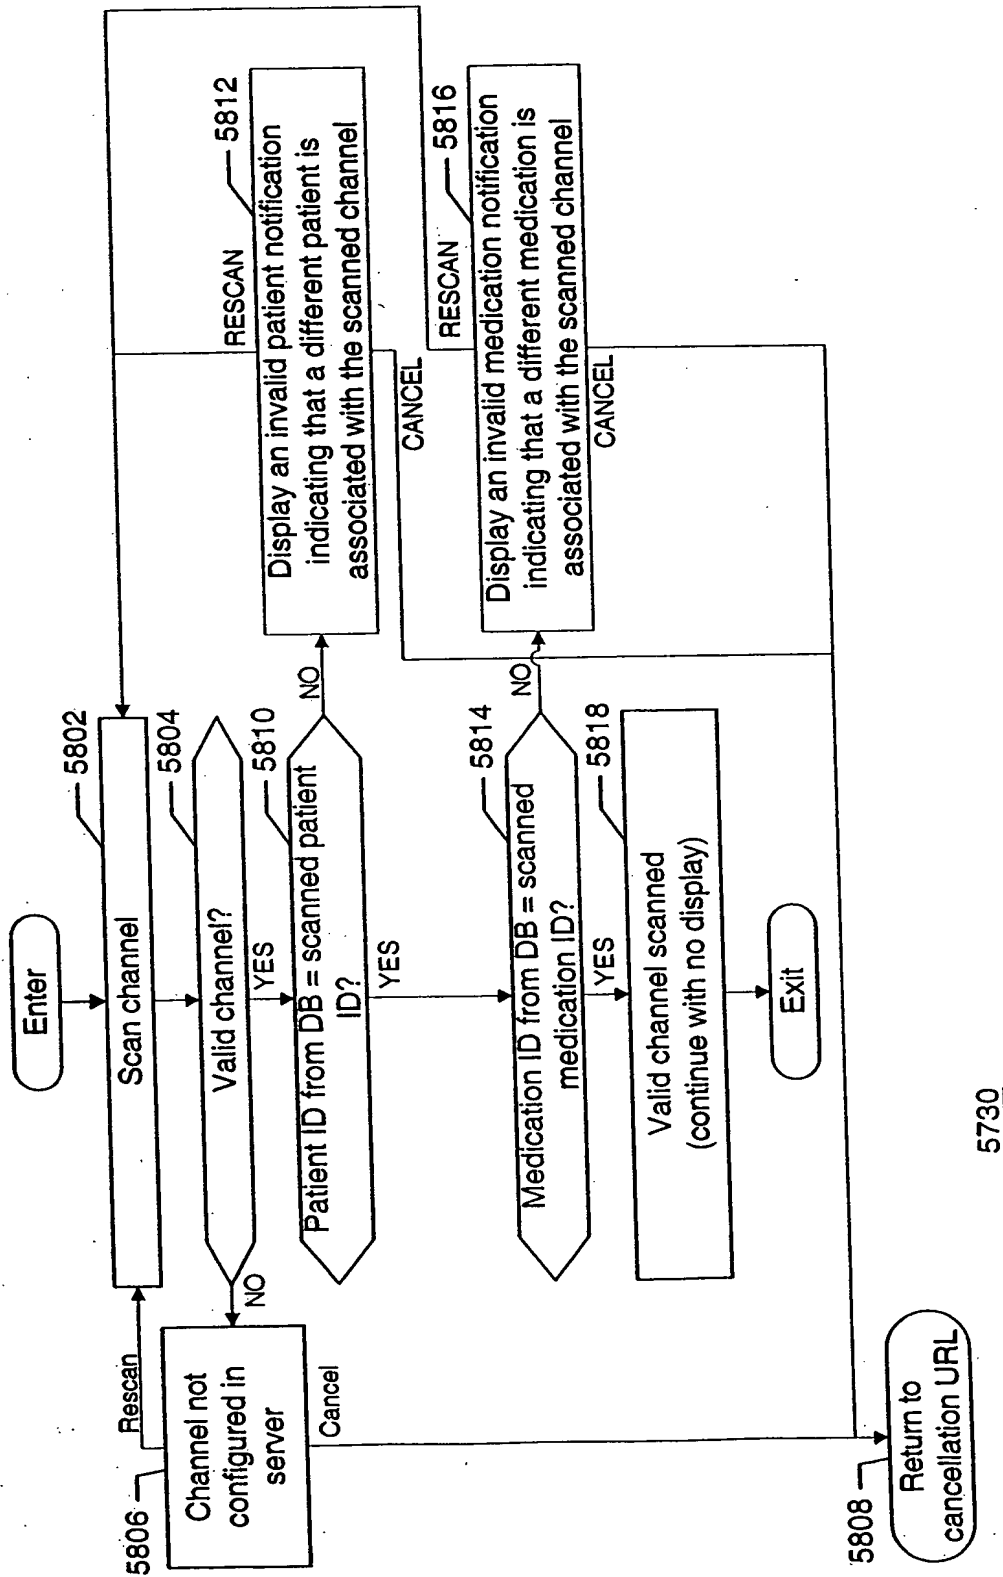 Enter
5802
Scan channel
5804
Valid channel?
NO
YES
5806
Channel not
configured in
server
Rescan
Cancel
5810
Patient ID from DB = scanned patient
ID?
NO
YES
RESCAN
5812
Display an invalid patient notification
indicating that a different patient is
associated with the scanned channel
CANCEL
5814
Medication ID from DB = scanned
medication ID?
NO
YES
RESCAN
5816
Display an invalid medication notification
indicating that a different medication is
associated with the scanned channel
CANCEL
5818
Valid channel scanned
(continue with no display)
Exit
5808
Return to
cancellation URL
5730